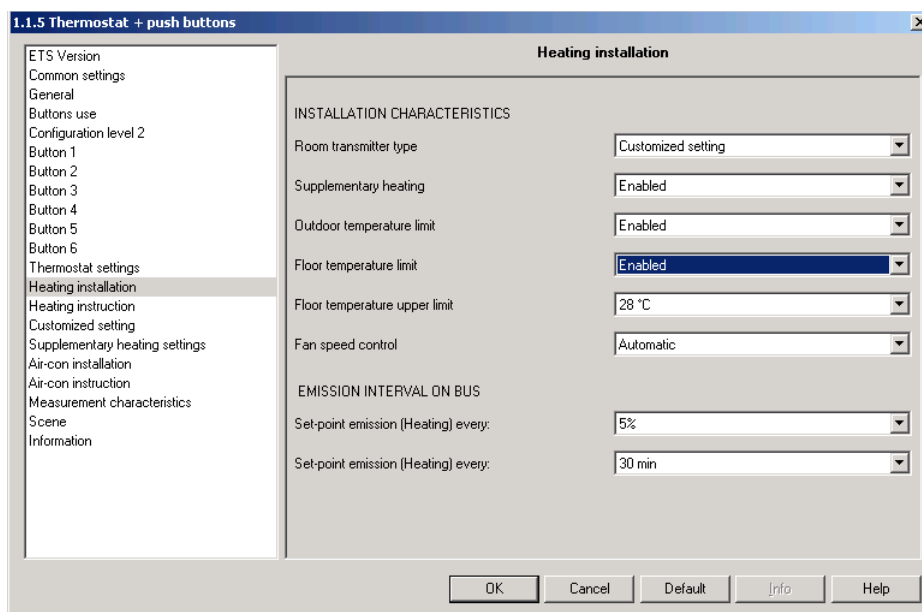 1.1.5 Thermostat + push buttons
ETS Version
Common settings
General
Buttons use
Configuration level 2
Button 1
Button 2
Button 3
Button 4
Button 5
Button 6
Thermostat settings
Heating installation
Heating instruction
Customized setting
Supplementary heating settings
Air-con installation
Air-con instruction
Measurement characteristics
Scene
Information
Heating installation
INSTALLATION CHARACTERISTICS
Room transmitter type Customized setting
Supplementary heating Enabled
Outdoor temperature limit Enabled
Floor temperature limit Enabled
Floor temperature upper limit 28 °C
Fan speed control Automatic
EMISSION INTERVAL ON BUS
Set-point emission (Heating) every: 5%
Set-point emission (Heating) every: 30 min
OK Cancel Default Info Help